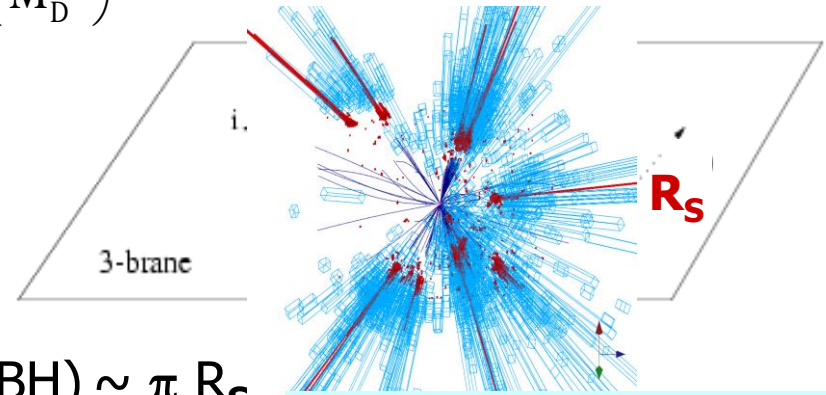 M_D
i,
R_S
3-brane
BH) ~ π R_S